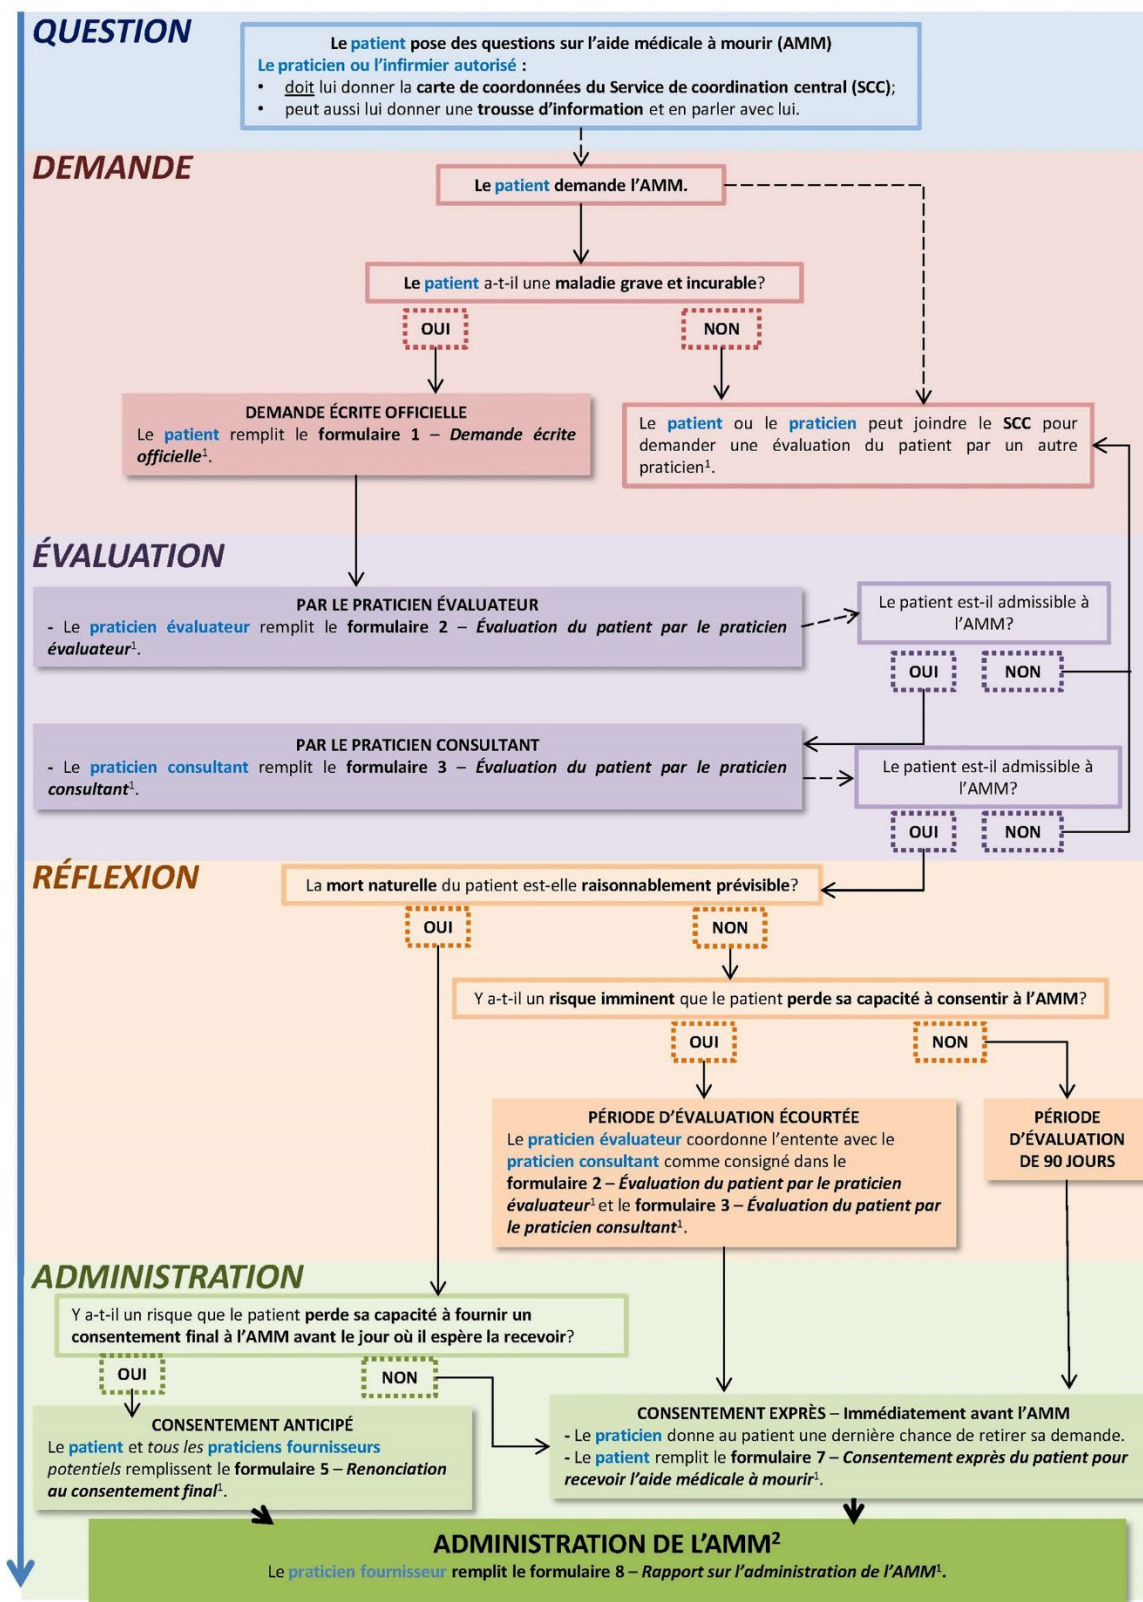 QUESTION
Le patient pose des questions sur l'aide médicale à mourir (AMM)
Le praticien ou l'infirmier autorisé :
• doit lui donner la carte de coordonnées du Service de coordination central (SCC);
• peut aussi lui donner une trousse d'information et en parler avec lui.
DEMANDE
Le patient demande l'AMM.
Le patient a-t-il une maladie grave et incurable?
OUI
NON
DEMANDE ÉCRITE OFFICIELLE
Le patient remplit le formulaire 1 – Demande écrite
officielle¹.
Le patient ou le praticien peut joindre le SCC pour
demander une évaluation du patient par un autre
praticien¹.
ÉVALUATION
PAR LE PRATICIEN ÉVALUATEUR
- Le praticien évaluateur remplit le formulaire 2 – Évaluation du patient par le praticien
évaluateur¹.
Le patient est-il admissible à
l'AMM?
OUI
NON
PAR LE PRATICIEN CONSULTANT
- Le praticien consultant remplit le formulaire 3 – Évaluation du patient par le praticien
consultant¹.
Le patient est-il admissible à
l'AMM?
OUI
NON
RÉFLEXION
La mort naturelle du patient est-elle raisonnablement prévisible?
OUI
NON
Y a-t-il un risque imminent que le patient perde sa capacité à consentir à l'AMM?
OUI
NON
PÉRIODE D'ÉVALUATION ÉCOURTÉE
Le praticien évaluateur coordonne l'entente avec le
praticien consultant comme consigné dans le
formulaire 2 – Évaluation du patient par le praticien
évaluateur¹ et le formulaire 3 – Évaluation du patient par
le praticien consultant¹.
PÉRIODE
D'ÉVALUATION
DE 90 JOURS
ADMINISTRATION
Y a-t-il un risque que le patient perde sa capacité à fournir un
consentement final à l'AMM avant le jour où il espère la recevoir?
OUI
NON
CONSENTEMENT ANTICIPÉ
Le patient et tous les praticiens fournisseurs
potentiels remplissent le formulaire 5 – Renonciation
au consentement final¹.
CONSENTEMENT EXPRÈS – Immédiatement avant l'AMM
- Le praticien donne au patient une dernière chance de retirer sa demande.
- Le patient remplit le formulaire 7 – Consentement exprès du patient pour
recevoir l'aide médicale à mourir¹.
ADMINISTRATION DE L'AMM²
Le praticien fournisseur remplit le formulaire 8 – Rapport sur l'administration de l'AMM¹.